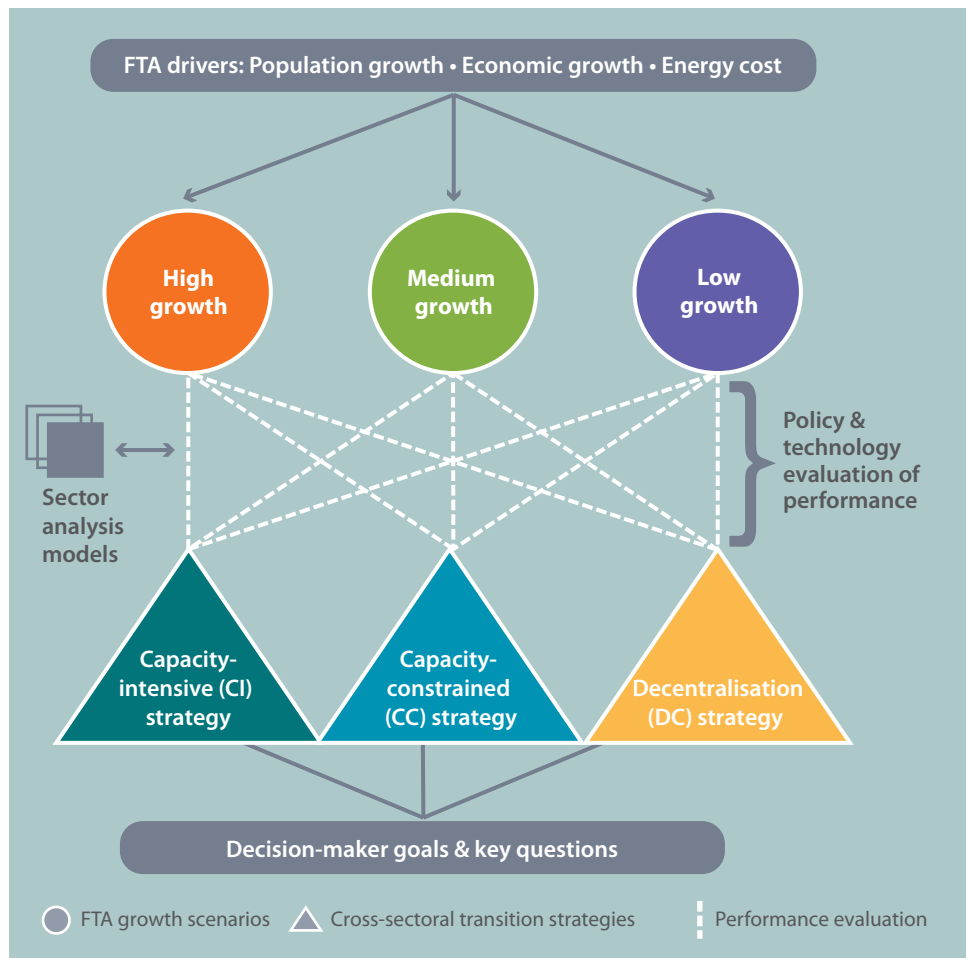 FTA drivers: Population growth • Economic growth • Energy cost
High
growth
Medium
growth
Low
growth
Sector
analysis
models
Policy &
technology
evaluation of
performance
Capacity-
intensive (CI)
strategy
Capacity-
constrained
(CC) strategy
Decentralisation
(DC) strategy
Decision-maker goals & key questions
FTA growth scenarios
Cross-sectoral transition strategies
Performance evaluation